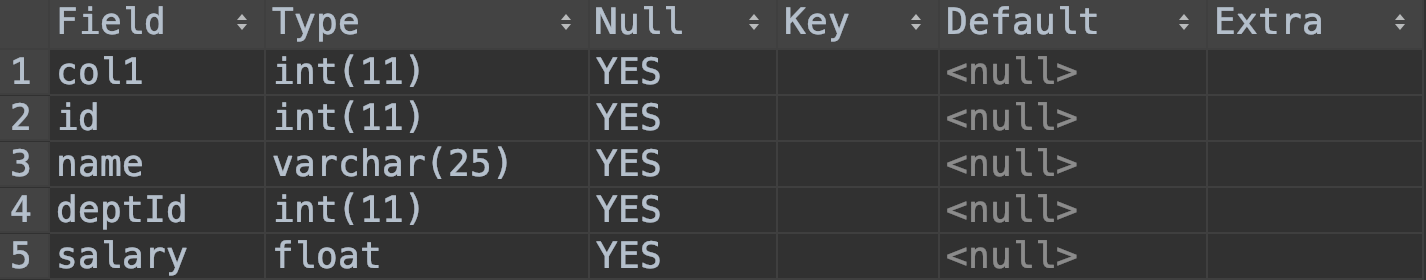 Field Type Null Key Default Extra
1 col1 int(11) YES <null>
2 id int(11) YES <null>
3 name varchar(25) YES <null>
4 deptId int(11) YES <null>
5 salary float YES <null>